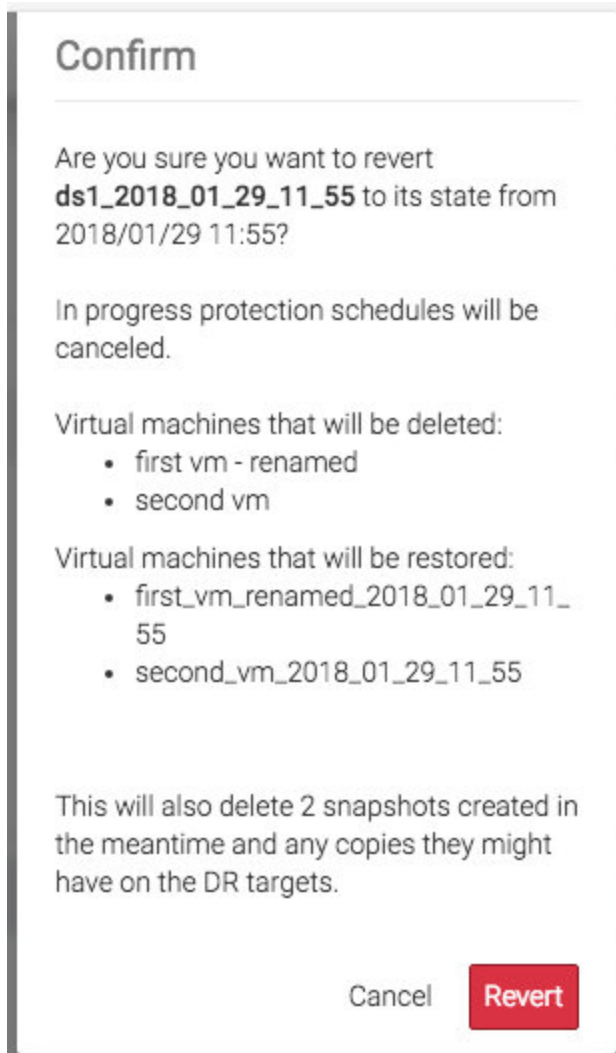 Confirm
Are you sure you want to revert
ds1_2018_01_29_11_55 to its state from
2018/01/29 11:55?
In progress protection schedules will be
canceled.
Virtual machines that will be deleted:
• first vm - renamed
• second vm
Virtual machines that will be restored:
• first_vm_renamed_2018_01_29_11_
55
• second_vm_2018_01_29_11_55
This will also delete 2 snapshots created in
the meantime and any copies they might
have on the DR targets.
Cancel Revert